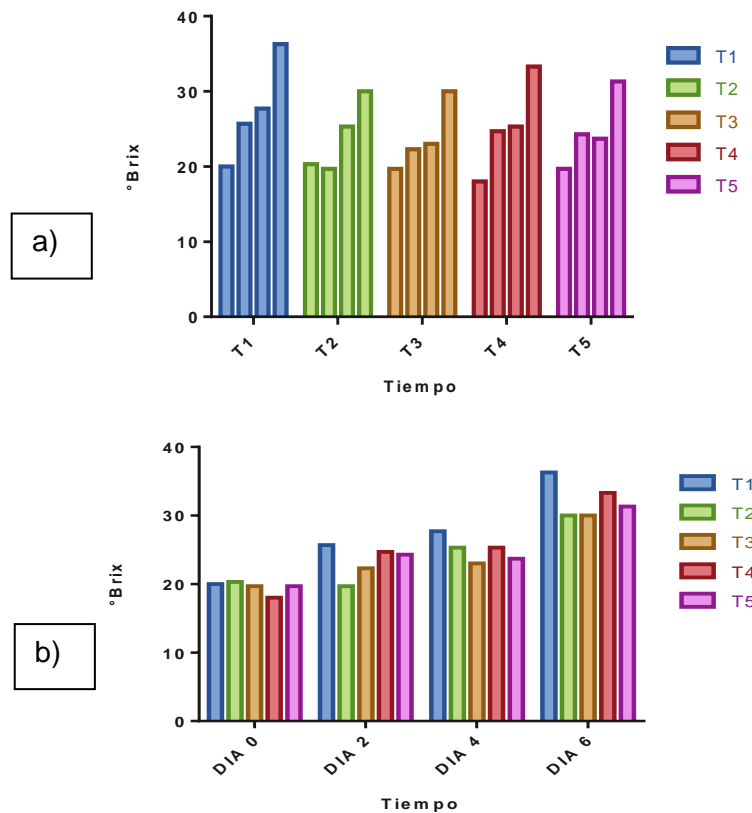 a)
°Brix
40
30
20
10
0
T1
T2
T3
T4
T5
Tiempo
T1
T2
T3
T4
T5
b)
°Brix
40
30
20
10
0
DIA 0
DIA 2
DIA 4
DIA 6
Tiempo
T1
T2
T3
T4
T5